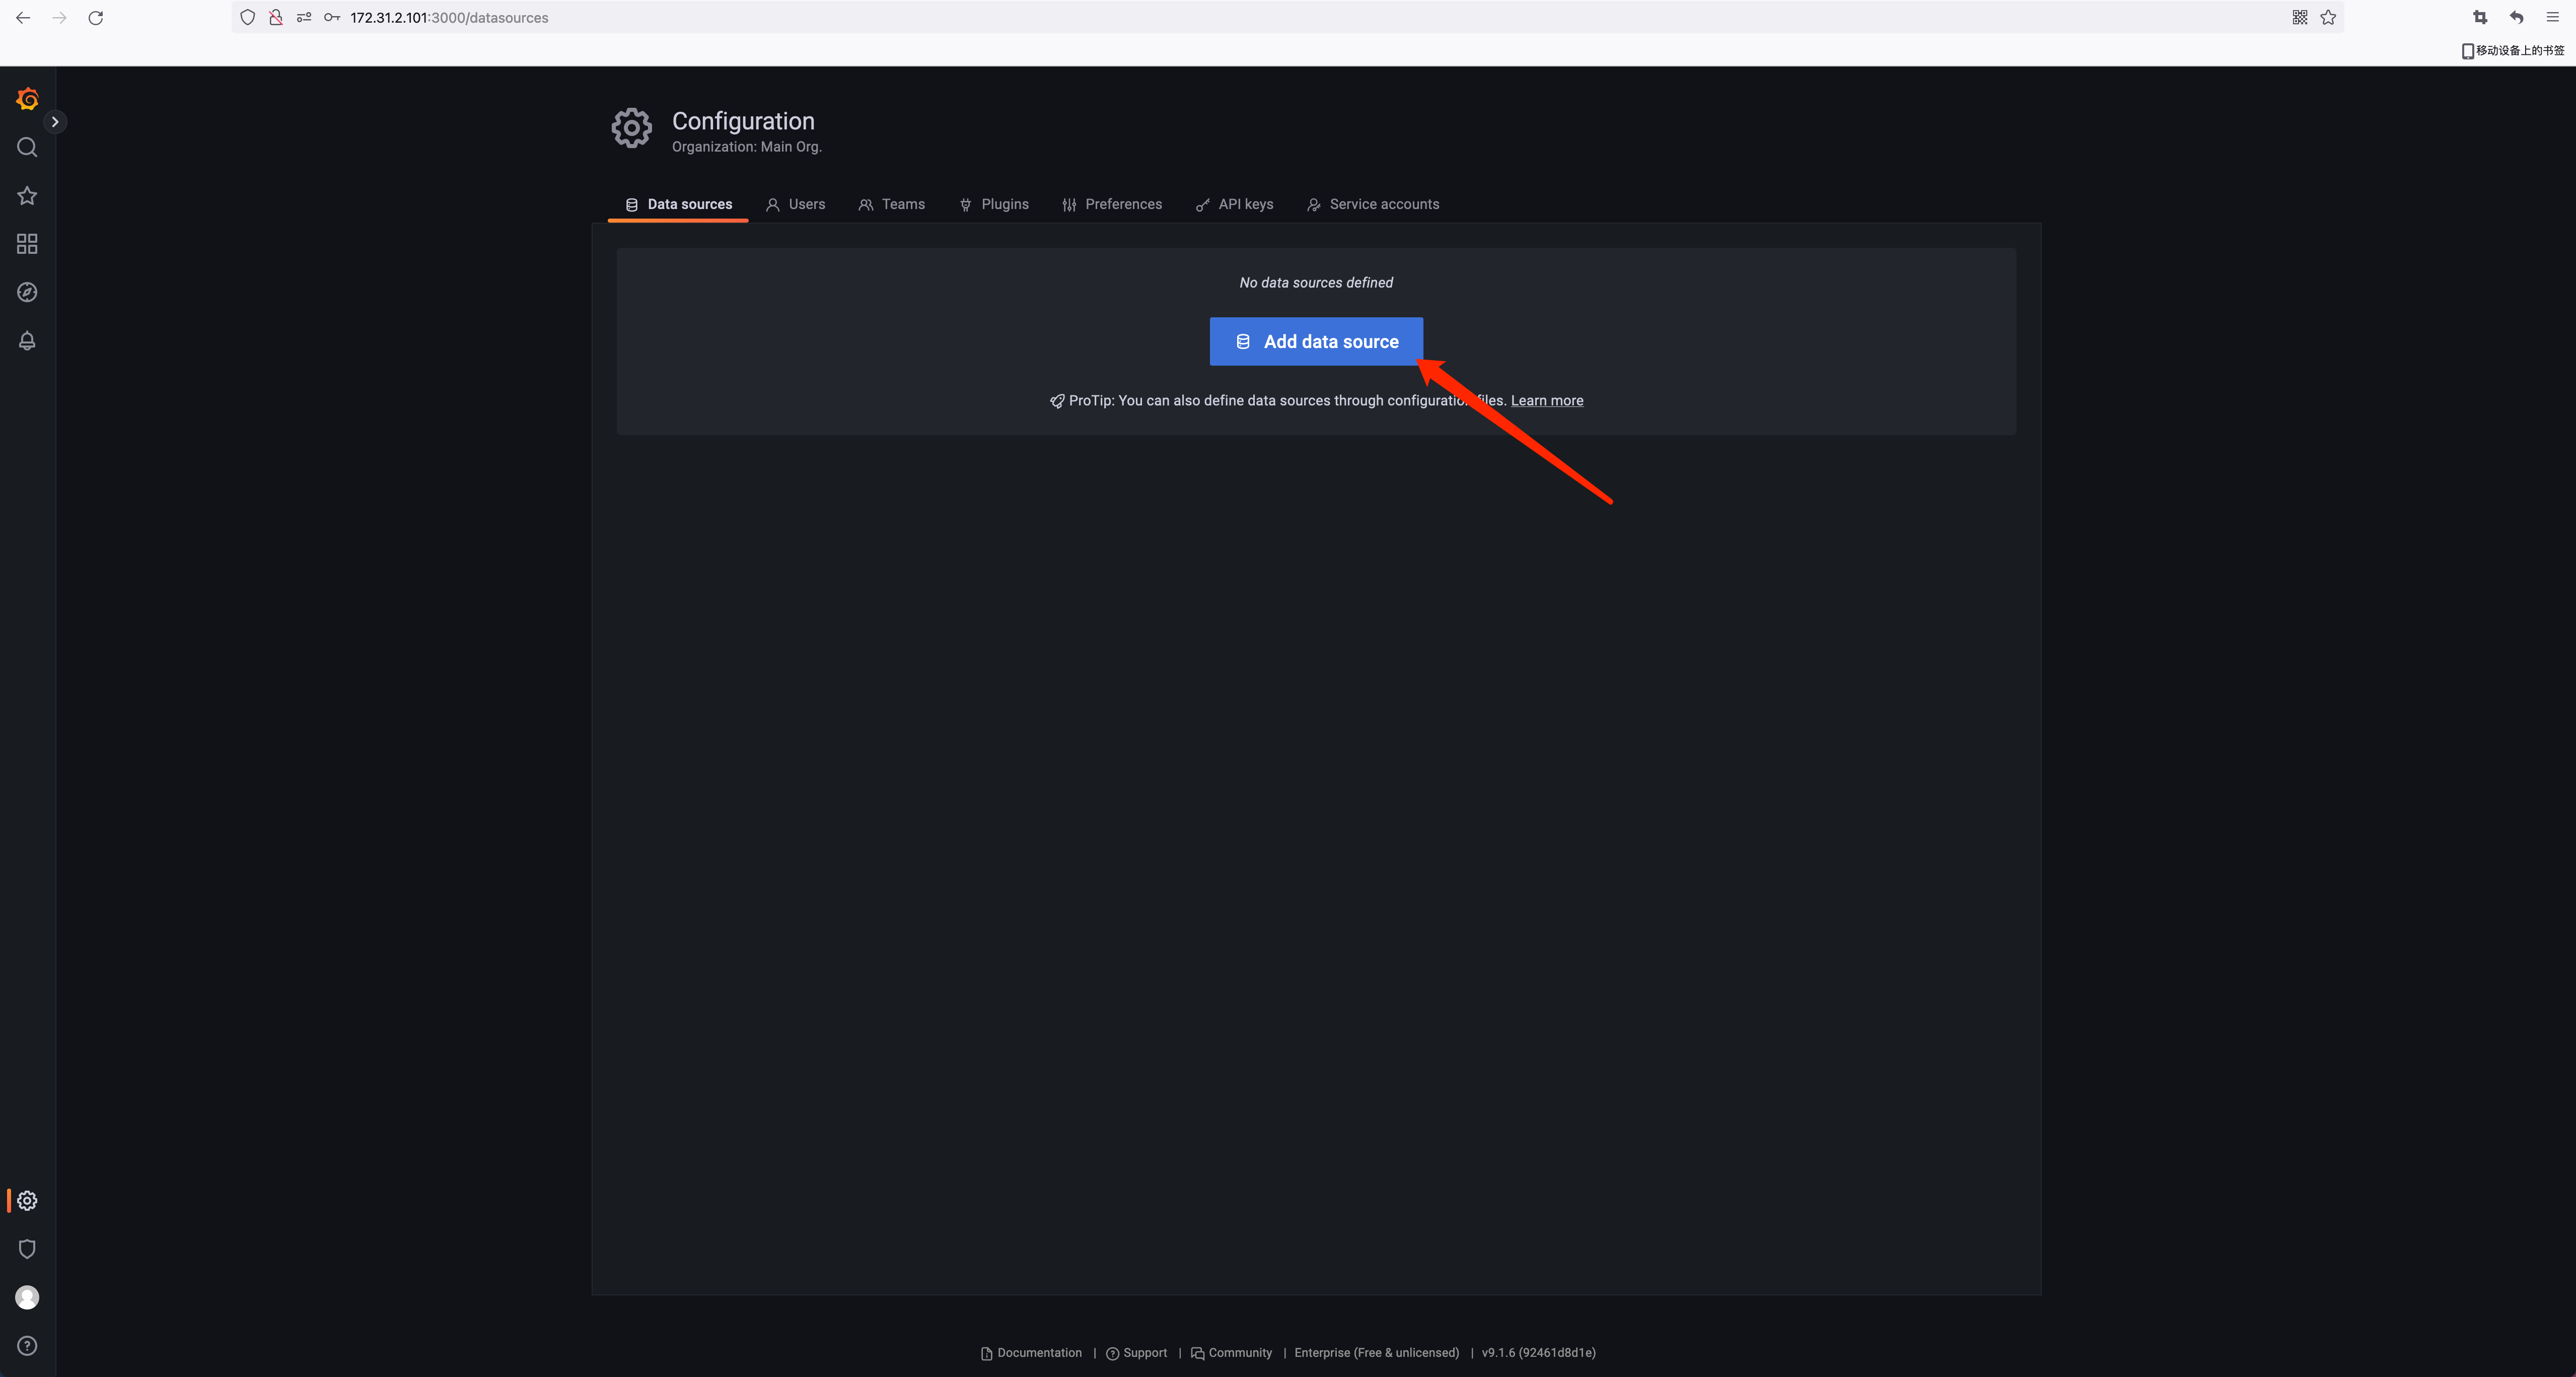 172.31.2.101:3000/datasources
移动设备上的书签
Configuration
Organization: Main Org.
Data sources Users Teams Plugins Preferences API keys Service accounts
No data sources defined
Add data source
ProTip: You can also define data sources through configuration files. Learn more
Documentation | Support | Community | Enterprise (Free & unlicensed) | v9.1.6 (92461d8d1e)